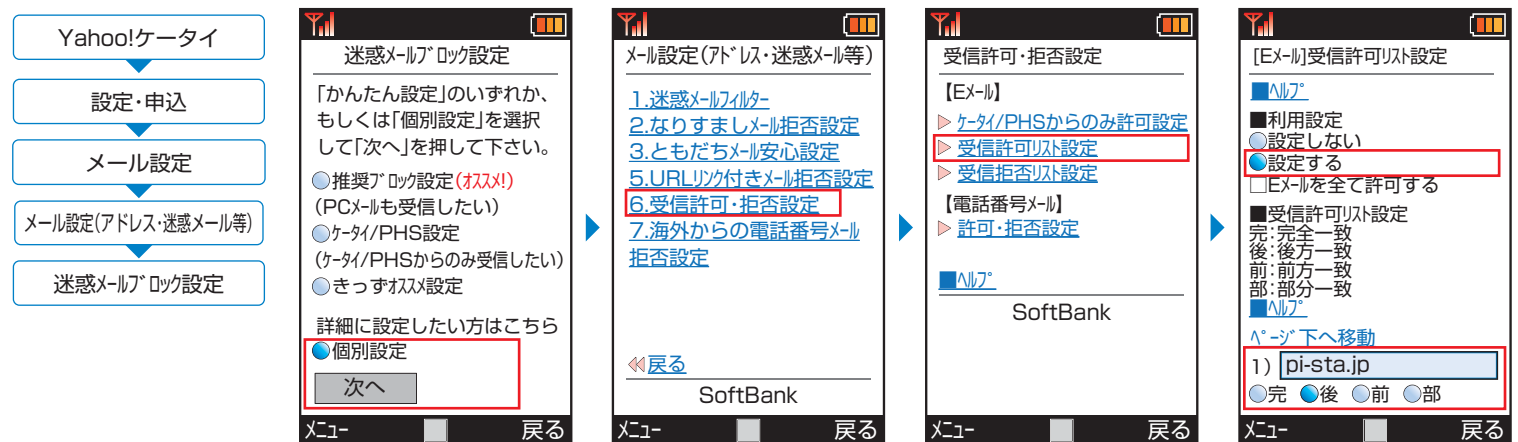 Yahoo!ケータイ
設定・申込
メール設定
メール設定(アドレス・迷惑メール等)
迷惑ﾒｰﾙﾌﾞﾛｯｸ設定
迷惑ﾒｰﾙﾌﾞﾛｯｸ設定
「かんたん設定」のいずれか、
もしくは「個別設定」を選択
して「次へ」を押して下さい。
推奨ﾌﾞﾛｯｸ設定(ｵｽｽﾒ!)
(PCﾒｰﾙも受信したい)
ｹｰﾀｲ/PHS設定
(ｹｰﾀｲ/PHSからのみ受信したい)
きっずｵｽｽﾒ設定
詳細に設定したい方はこちら
個別設定
次へ
ﾒﾆｭｰ 戻る
ﾒｰﾙ設定(ｱﾄﾞﾚｽ・迷惑ﾒｰﾙ等)
1.迷惑ﾒｰﾙﾌｨﾙﾀｰ
2.なりすましﾒｰﾙ拒否設定
3.ともだちﾒｰﾙ安心設定
5.URLﾘﾝｸ付きﾒｰﾙ拒否設定
6.受信許可・拒否設定
7.海外からの電話番号ﾒｰﾙ
拒否設定
戻る
SoftBank
ﾒﾆｭｰ 戻る
受信許可・拒否設定
【Eﾒｰﾙ】
ｹｰﾀｲ/PHSからのみ許可設定
受信許可ﾘｽﾄ設定
受信拒否ﾘｽﾄ設定
【電話番号ﾒｰﾙ】
許可・拒否設定
■ﾍﾙﾌﾟ
SoftBank
ﾒﾆｭｰ 戻る
[Eﾒｰﾙ]受信許可ﾘｽﾄ設定
■ﾍﾙﾌﾟ
■利用設定
設定しない
設定する
□Eﾒｰﾙを全て許可する
■受信許可ﾘｽﾄ設定
完:完全一致
後:後方一致
前:前方一致
部:部分一致
■ﾍﾙﾌﾟ
ﾍﾟｰｼﾞ下へ移動
1) pi-sta.jp
完 後 前 部
ﾒﾆｭｰ 戻る